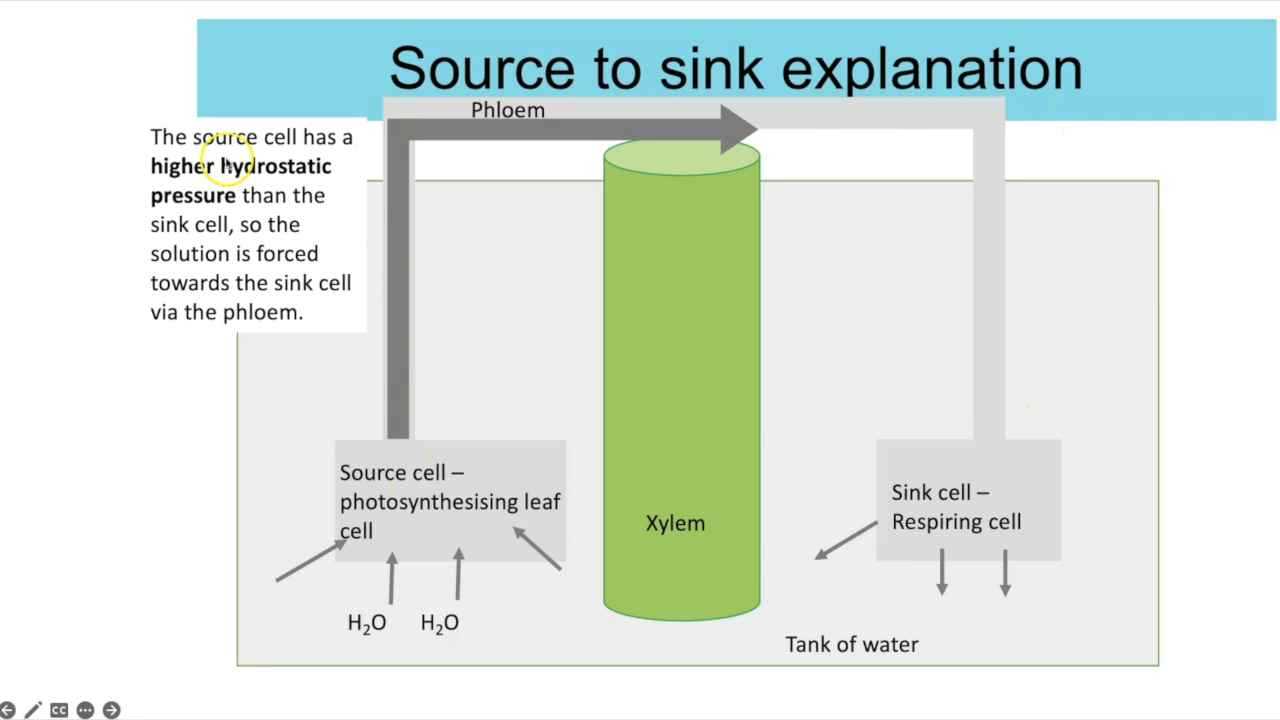 Source to sink explanation
Phloem
The source cell has a
higher hydrostatic
pressure than the
sink cell, so the
solution is forced
towards the sink cell
via the phloem.
Source cell –
photosynthesising leaf
cell
Xylem
Sink cell –
Respiring cell
H₂O H₂O
Tank of water
CC